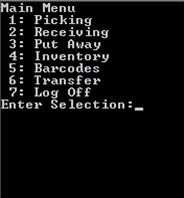 Main Menu
1: Picking
2: Receiving
3: Put Away
4: Inventory
5: Barcodes
6: Transfer
7: Log Off
Enter Selection:_